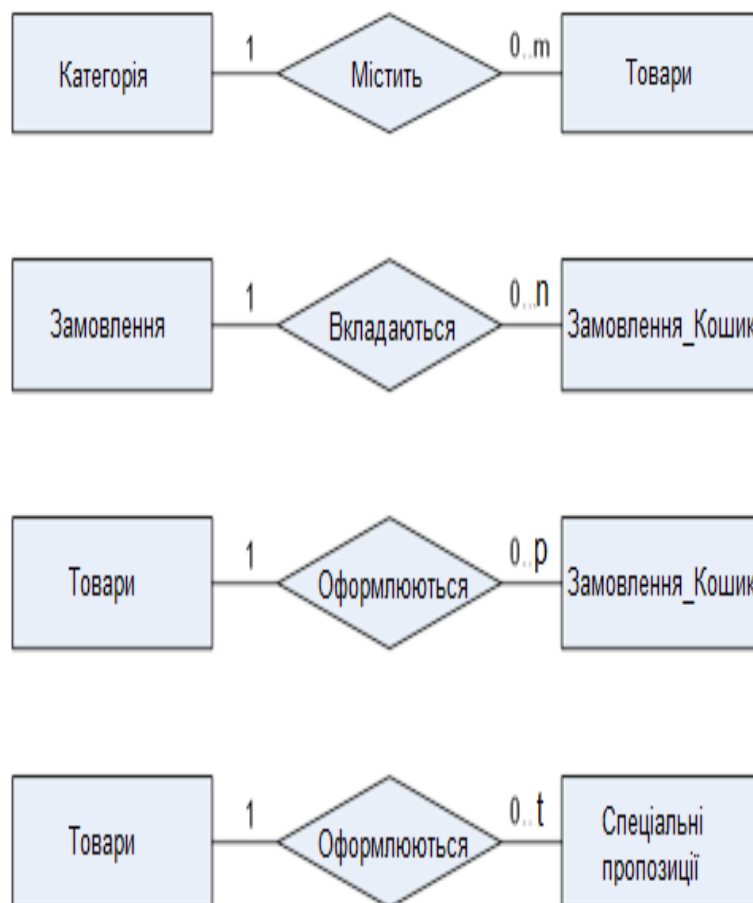 Категорія 1 Містить 0..m Товари
Замовлення 1 Вкладаються 0..n Замовлення_Кошик
Товари 1 Оформлюються 0..p Замовлення_Кошик
Товари 1 Оформлюються 0..t Спеціальні
пропозиції